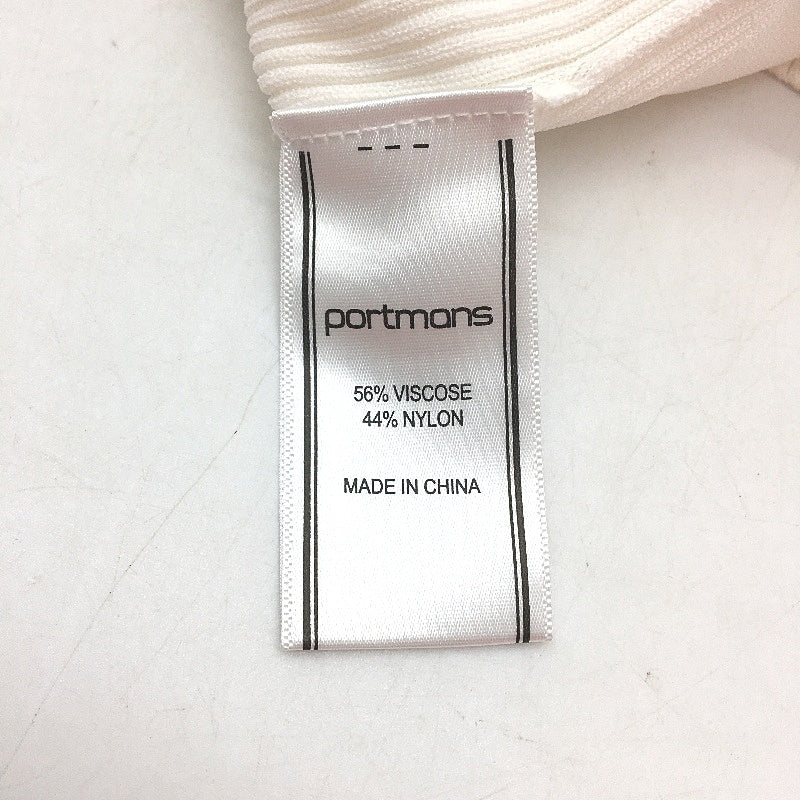 portmans
56% VISCOSE
44% NYLON
MADE IN CHINA